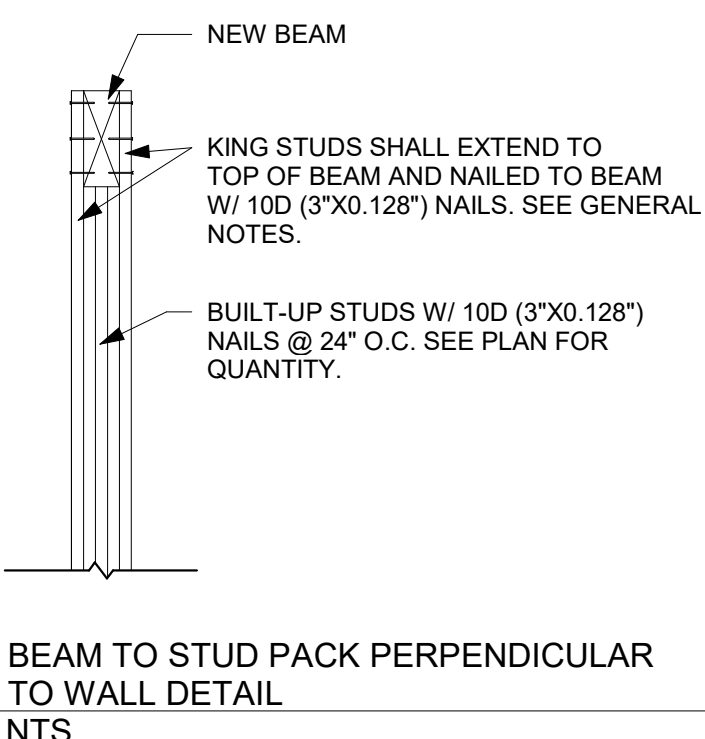 NEW BEAM
KING STUDS SHALL EXTEND TO
TOP OF BEAM AND NAILED TO BEAM
W/ 10D (3"X0.128") NAILS. SEE GENERAL
NOTES.
BUILT-UP STUDS W/ 10D (3"X0.128")
NAILS @ 24" O.C. SEE PLAN FOR
QUANTITY.
BEAM TO STUD PACK PERPENDICULAR
TO WALL DETAIL
NTS